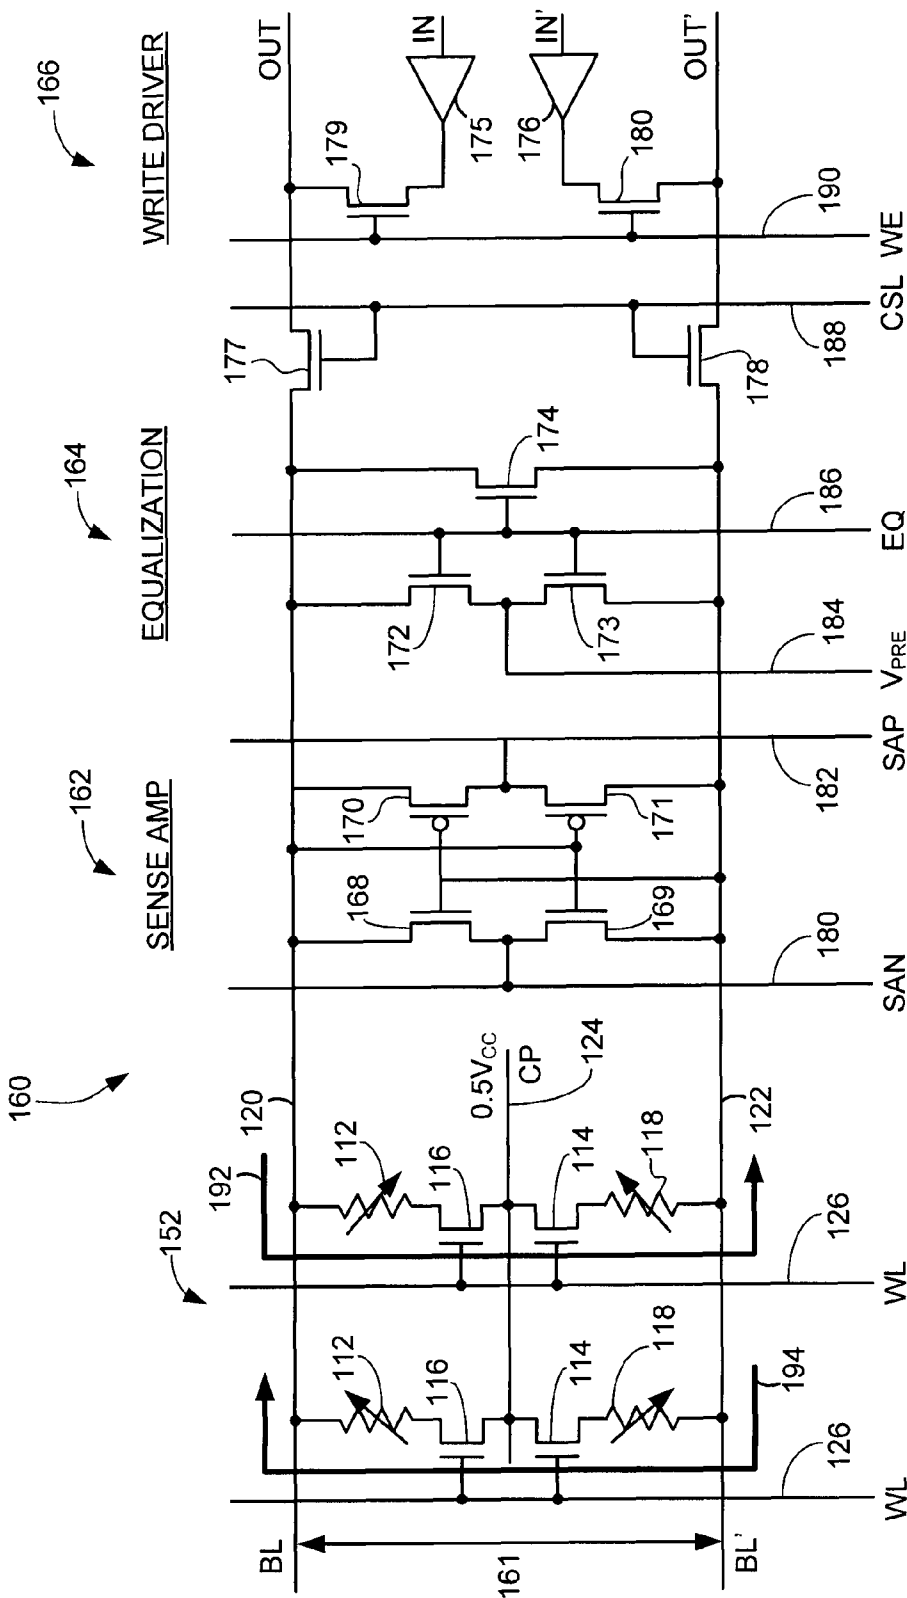 160
162
SENSE AMP
164
EQUALIZATION
166
WRITE DRIVER
152
192
120
BL
OUT
112
116
168
170
172
177
179
IN
175
112
116
0.5VCC
CP
124
161
174
IN'
176
114
118
114
118
169
171
173
180
178
194
122
BL'
OUT'
126
126
180
182
184
186
188
190
WL
WL
SAN
SAP
VPRE
EQ
CSL
WE